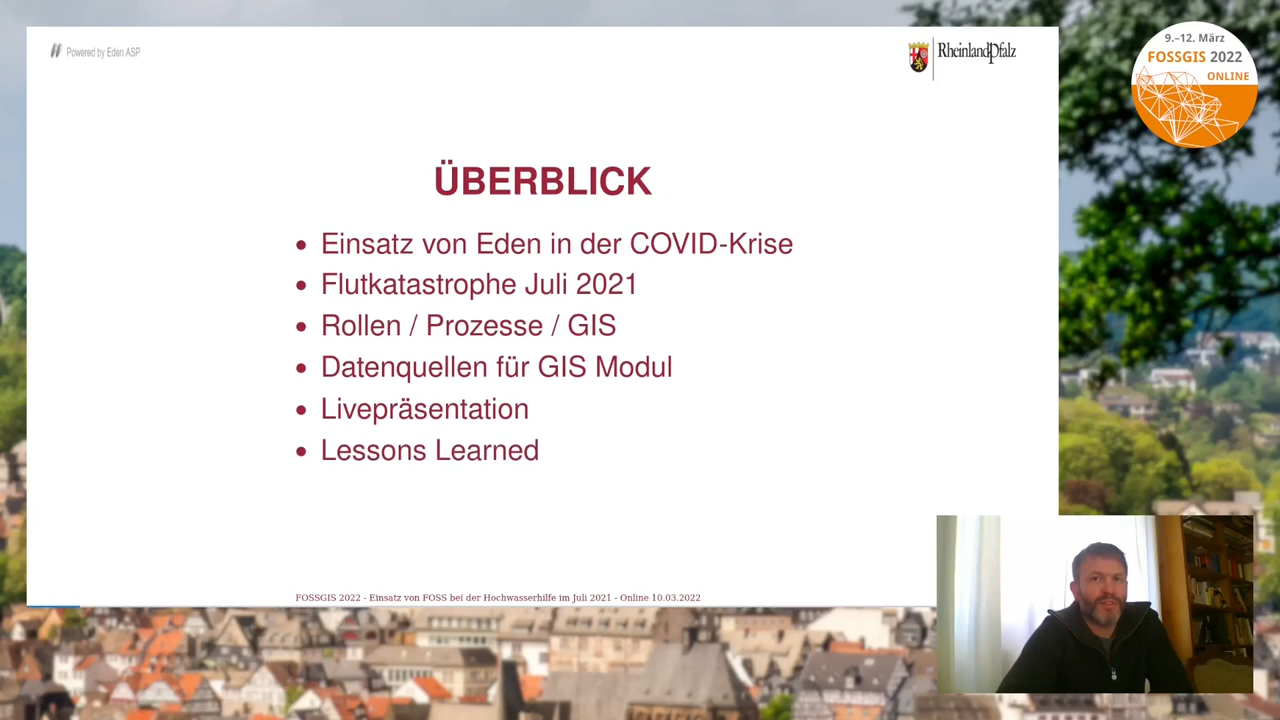 Powered by Eden ASP
RheinlandPfalz
9.–12. März
FOSSGIS 2022
ONLINE
ÜBERBLICK
• Einsatz von Eden in der COVID-Krise
• Flutkatastrophe Juli 2021
• Rollen / Prozesse / GIS
• Datenquellen für GIS Modul
• Livepräsentation
• Lessons Learned
FOSSGIS 2022 - Einsatz von FOSS bei der Hochwasserhilfe im Juli 2021 - Online 10.03.2022